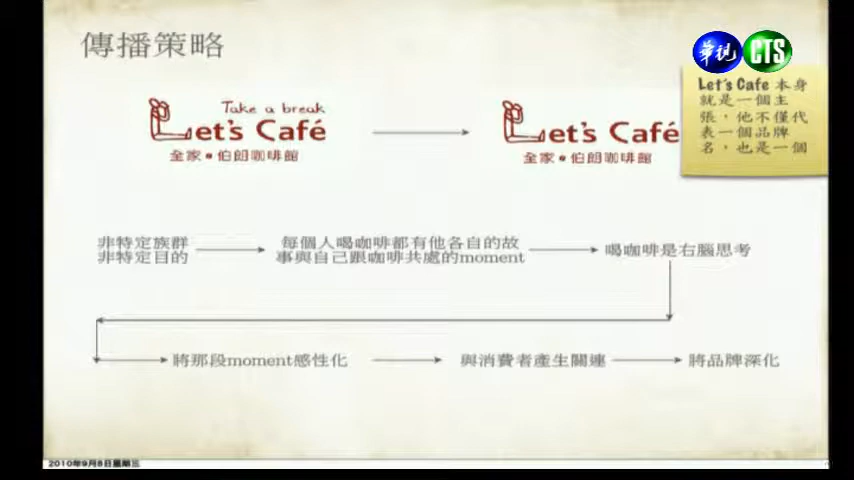 傳播策略
華視 CTS
Let's Cafe 本身
就是一個主
張，他不僅代
表一個品牌
名，也是一個
Take a break
Let's Café
全家・伯朗咖啡館
Let's Café
全家・伯朗咖啡館
非特定族群
非特定目的
每個人喝咖啡都有他各自的故
事與自己跟咖啡共處的moment
喝咖啡是右腦思考
將那段moment感性化
與消費者產生關連
將品牌深化
2010年9月8日星期三